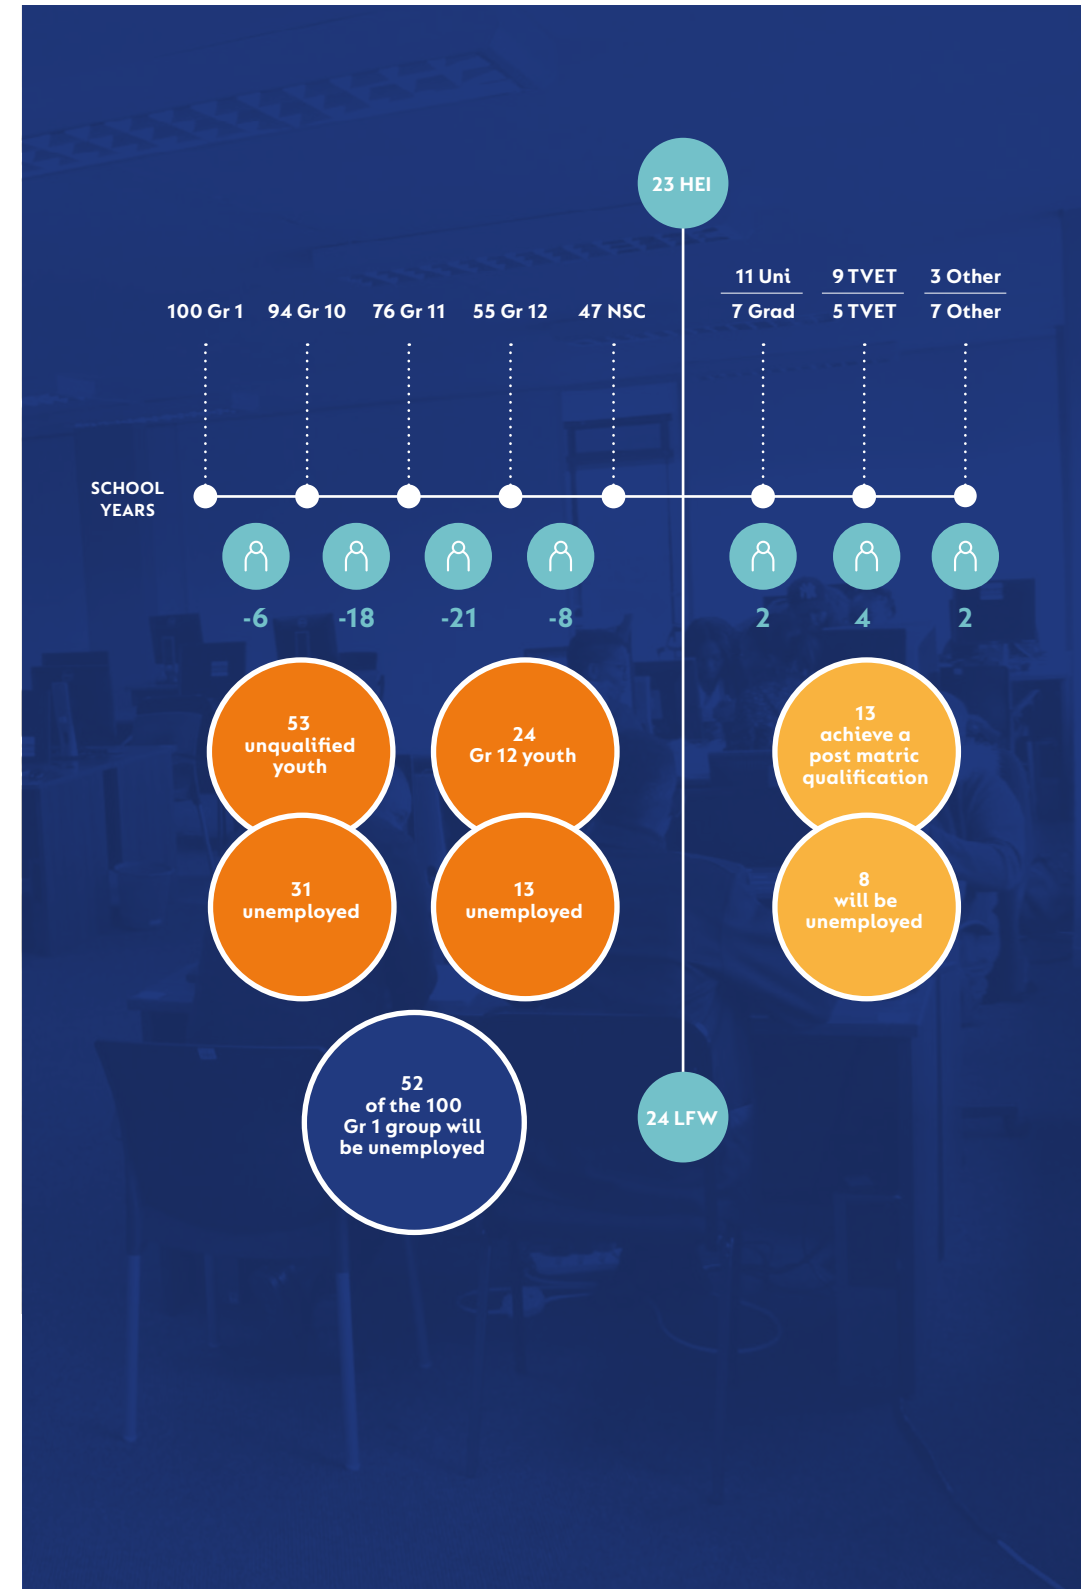 23 HEI
11 Uni
9 TVET
3 Other
100 Gr 1
94 Gr 10
76 Gr 11
55 Gr 12
47 NSC
7 Grad
5 TVET
7 Other
SCHOOL
YEARS
-6
-18
-21
-8
2
4
2
53
unqualified
youth
24
Gr 12 youth
13
achieve a
post matric
qualification
31
unemployed
13
unemployed
8
will be
unemployed
52
of the 100
Gr 1 group will
be unemployed
24 LFW